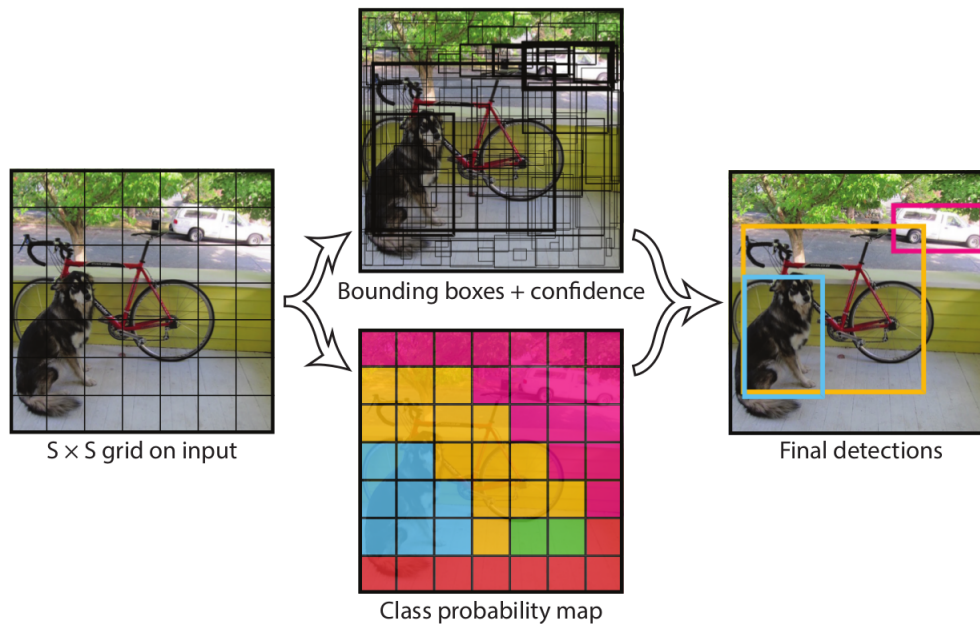 S × S grid on input
Bounding boxes + confidence
Class probability map
Final detections